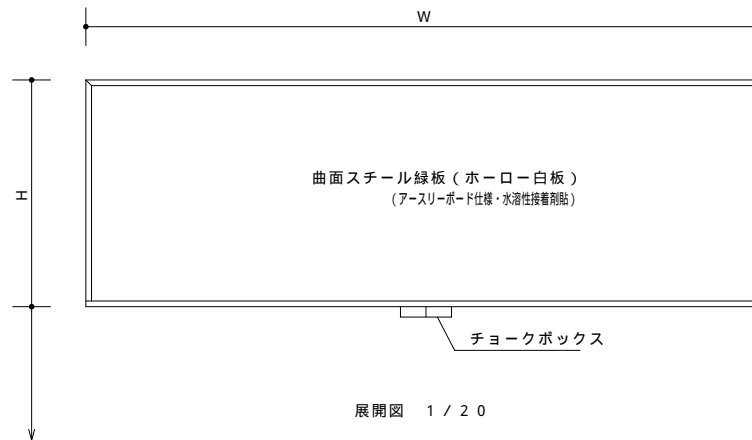 W
H
曲面スチール緑板(ホーロー白板)
(アースリーボード仕様・水溶性接着剤貼)
チョークボックス
展開図 1/20